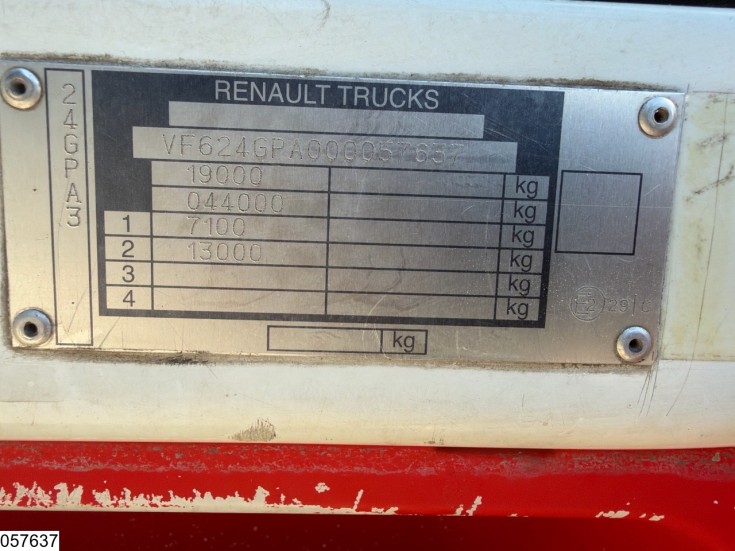 RENAULT TRUCKS
24GPA3
VF624GPA000057657
19000 kg
044000 kg
1 7100 kg
2 13000 kg
3 kg
4 kg
kg
057637